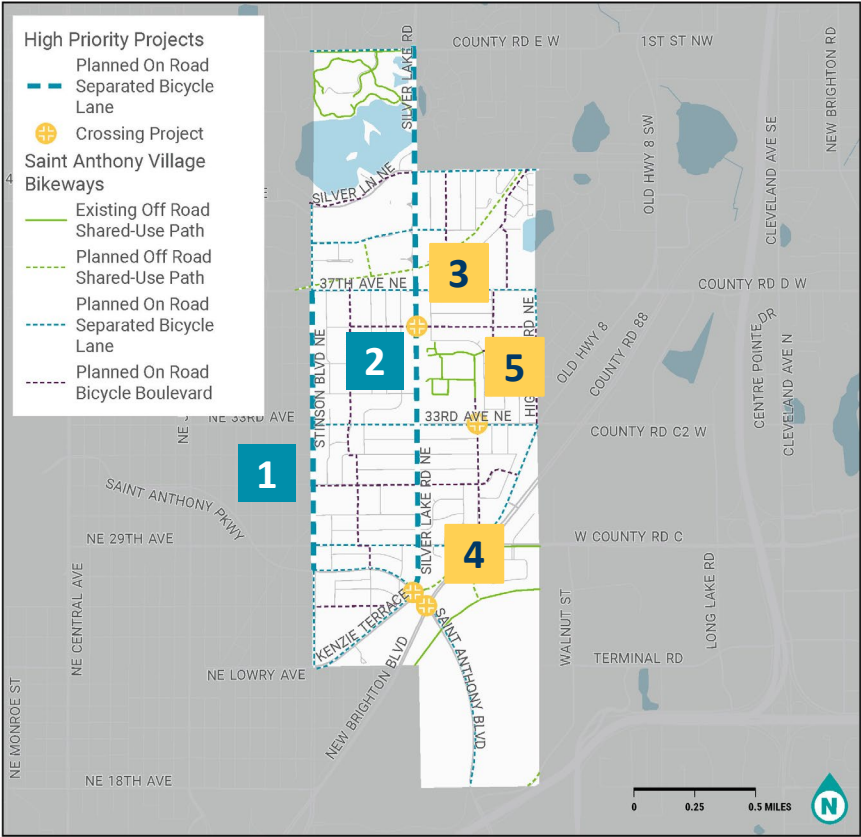 High Priority Projects
Planned On Road
Separated Bicycle
Lane
Crossing Project
Saint Anthony Village
Bikeways
Existing Off Road
Shared-Use Path
Planned Off Road
Shared-Use Path
Planned On Road
Separated Bicycle
Lane
Planned On Road
Bicycle Boulevard
SILVER LAKE RD
COUNTY RD E W
1ST ST NW
NEW BRIGHTON RD
OLD HWY 8 SW
CLEVELAND AVE SE
4
E
SILVER LN NE
3
37TH AVE NE
COUNTY RD D W
2
5
STINSON BLVD NE
RD NE
HIG
OLD HWY 8
COUNTY RD 88
CENTRE POINTE
DR
CLEVELAND AVE N
NE 33RD AVE
33RD AVE NE
NE
COUNTY RD C2 W
1
SAINT ANTHONY PKWY
SILVER LAKE RD NE
NE 29TH AVE
4
W COUNTY RD C
NE CENTRAL AVE
KENZIE TERRACE
SAINT ANTHONY BLVD
WALNUT ST
LONG LAKE RD
NE LOWRY AVE
TERMINAL RD
NE MONROE ST
NEW BRIGHTON BLVD
NE 18TH AVE
0 0.25 0.5 MILES
N